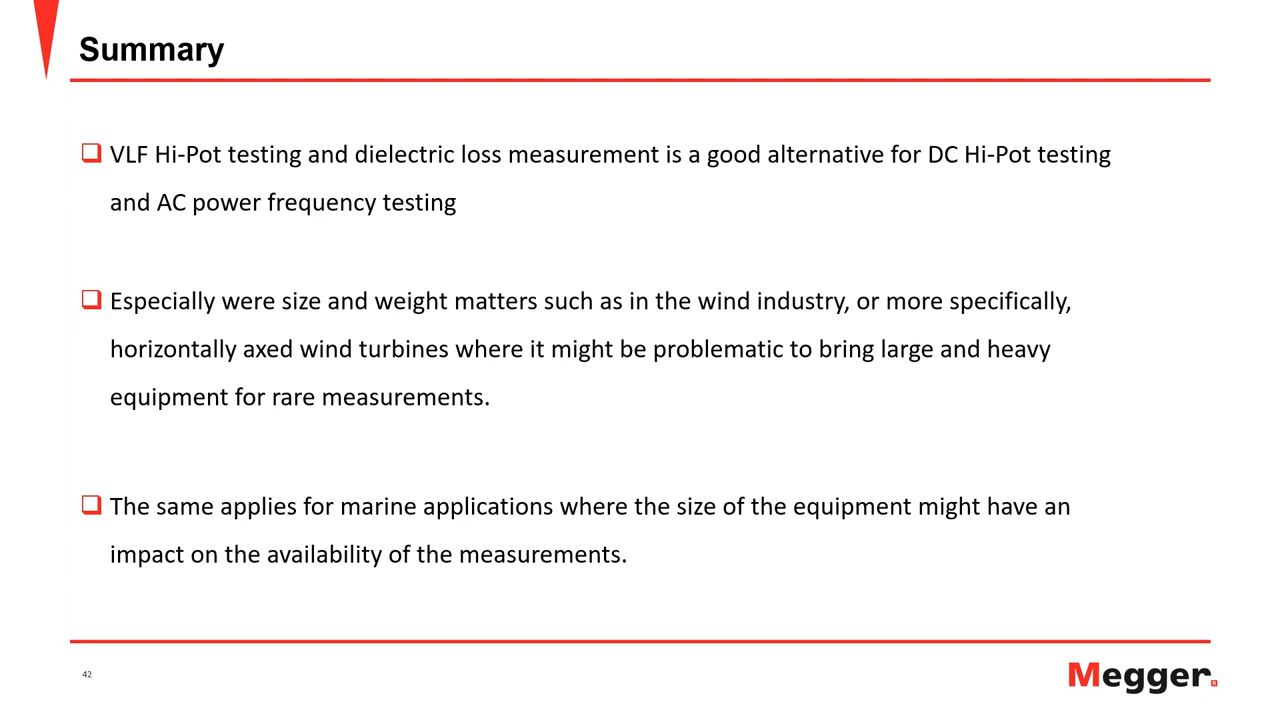 Summary
VLF Hi-Pot testing and dielectric loss measurement is a good alternative for DC Hi-Pot testing
and AC power frequency testing
Especially were size and weight matters such as in the wind industry, or more specifically,
horizontally axed wind turbines where it might be problematic to bring large and heavy
equipment for rare measurements.
The same applies for marine applications where the size of the equipment might have an
impact on the availability of the measurements.
42
Megger.